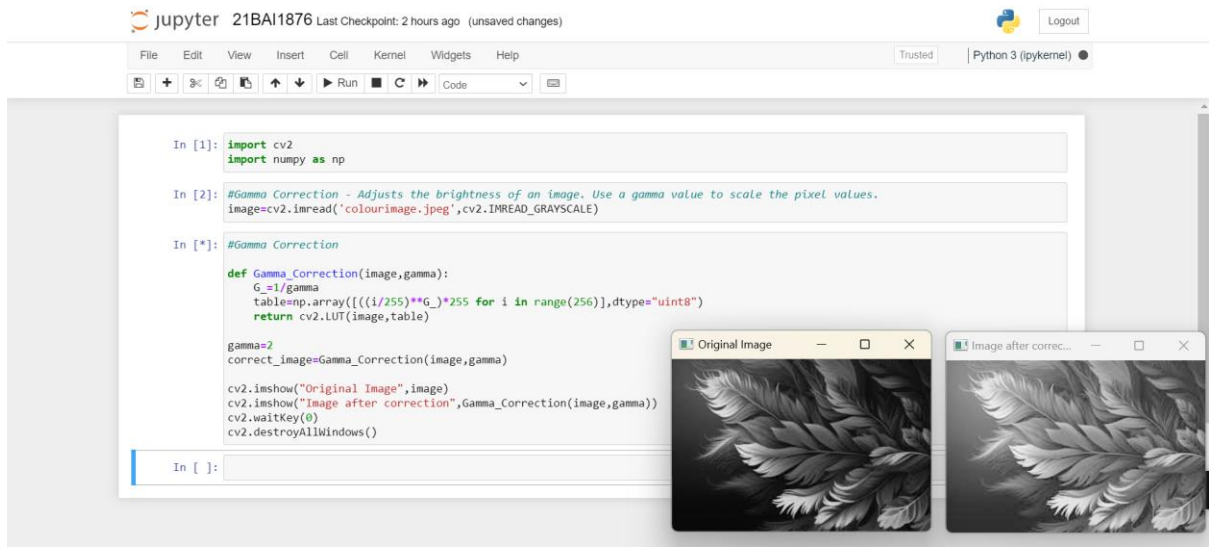 jupyter 21BAI1876 Last Checkpoint: 2 hours ago (unsaved changes) Logout
File Edit View Insert Cell Kernel Widgets Help Trusted Python 3 (ipykernel)
Run Code
In [1]: import cv2
import numpy as np
In [2]: #Gamma Correction - Adjusts the brightness of an image. Use a gamma value to scale the pixel values.
image=cv2.imread('colourimage.jpeg',cv2.IMREAD_GRAYSCALE)
In [*]: #Gamma Correction
def Gamma_Correction(image,gamma):
G_=1/gamma
table=np.array([((i/255)**G_)*255 for i in range(256)],dtype="uint8")
return cv2.LUT(image,table)
gamma=2
correct_image=Gamma_Correction(image,gamma)
cv2.imshow("Original Image",image)
cv2.imshow("Image after correction",Gamma_Correction(image,gamma))
cv2.waitKey(0)
cv2.destroyAllWindows()
In [ ]:
Original Image
Image after correc...